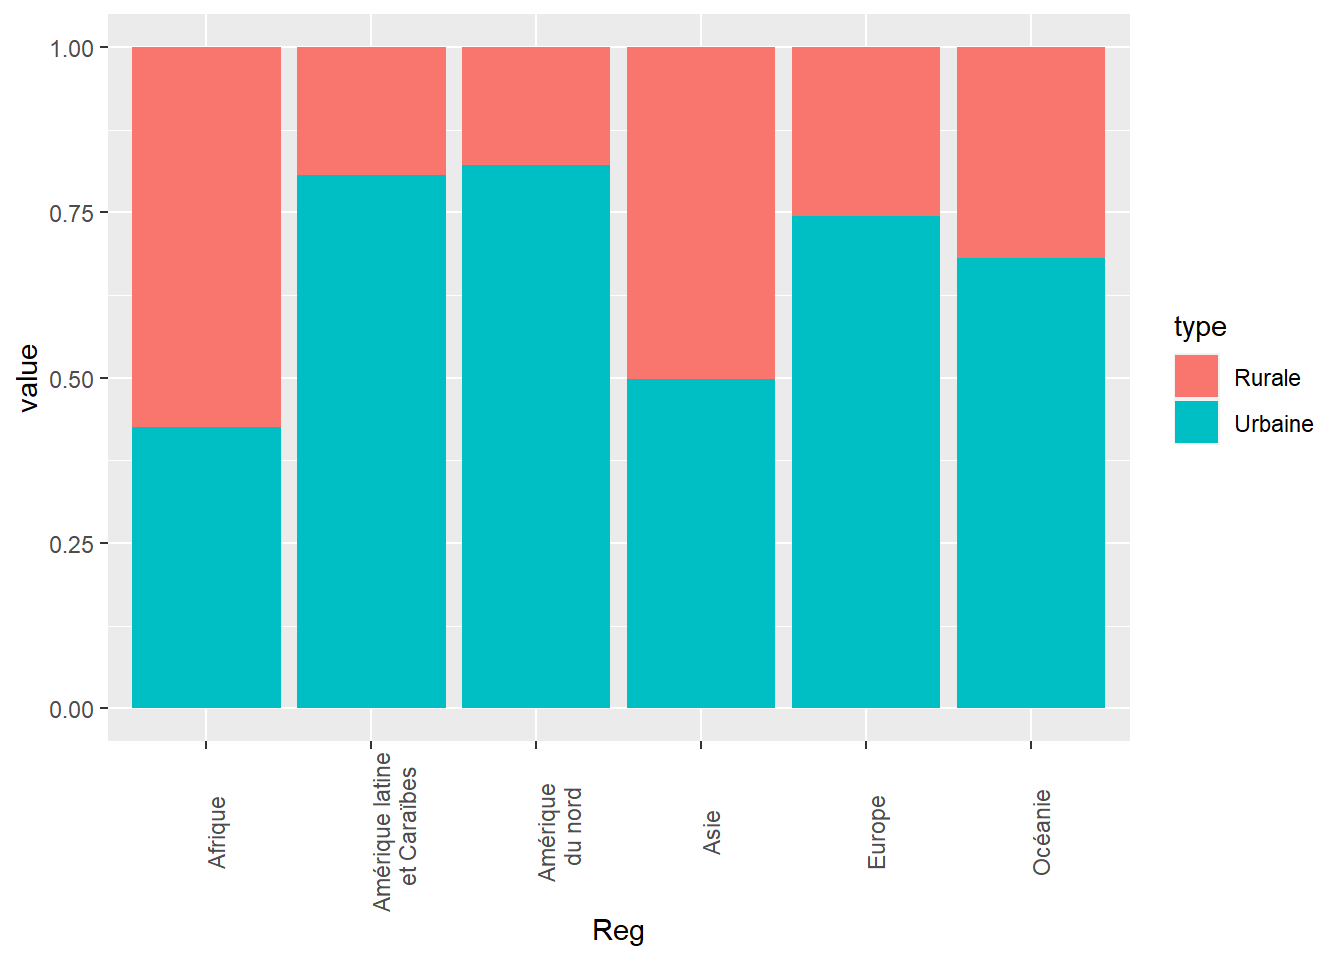 1.00
0.75
0.50
0.25
0.00
value
Afrique
Amérique latine
et Caraïbes
Amérique
du nord
Asie
Europe
Océanie
Reg
type
Rurale
Urbaine